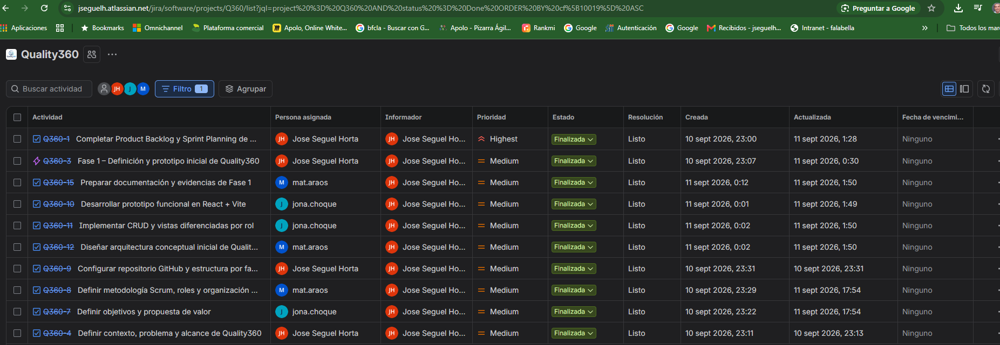 jseguelh.atlassian.net/jira/software/projects/Q360/list?jql=project%20%3D%20Q360%20AND%20status%20%3D%20Done%20ORDER%20BY%20cf%5B10019%5D%20ASC
Preguntar a Google
Aplicaciones Bookmarks Omnichannel Plataforma comercial Apolo, Online White... bfcla - Buscar con G... Apolo - Pizarra Ágil... Rankmi Google Autenticación Google Recibidos - jseguelh... Intranet - falabella » Todos los mar
Quality360
Buscar actividad JH J M Filtro 1 Agrupar
Actividad Persona asignada Informador Prioridad Estado Resolución Creada Actualizada Fecha de vencimi...
Q360-1 Completar Product Backlog y Sprint Planning de ... JH Jose Seguel Horta JH Jose Seguel Ho... Highest Finalizada Listo 10 sept 2026, 23:00 11 sept 2026, 1:28 Ninguno
Q360-3 Fase 1 – Definición y prototipo inicial de Quality360 JH Jose Seguel Horta JH Jose Seguel Ho... Medium Finalizada Listo 10 sept 2026, 23:07 11 sept 2026, 0:30 Ninguno
Q360-15 Preparar documentación y evidencias de Fase 1 M mat.araos JH Jose Seguel Ho... Medium Finalizada Listo 11 sept 2026, 0:12 11 sept 2026, 1:50 Ninguno
Q360-10 Desarrollar prototipo funcional en React + Vite J jona.choque JH Jose Seguel Ho... Medium Finalizada Listo 11 sept 2026, 0:01 11 sept 2026, 1:49 Ninguno
Q360-11 Implementar CRUD y vistas diferenciadas por rol J jona.choque JH Jose Seguel Ho... Medium Finalizada Listo 11 sept 2026, 0:02 11 sept 2026, 1:50 Ninguno
Q360-12 Diseñar arquitectura conceptual inicial de Qualit... M mat.araos JH Jose Seguel Ho... Medium Finalizada Listo 11 sept 2026, 0:02 11 sept 2026, 1:50 Ninguno
Q360-9 Configurar repositorio GitHub y estructura por fa... JH Jose Seguel Horta JH Jose Seguel Ho... Medium Finalizada Listo 10 sept 2026, 23:31 10 sept 2026, 23:31 Ninguno
Q360-8 Definir metodología Scrum, roles y organización ... M mat.araos JH Jose Seguel Ho... Medium Finalizada Listo 10 sept 2026, 23:29 11 sept 2026, 17:54 Ninguno
Q360-7 Definir objetivos y propuesta de valor J jona.choque JH Jose Seguel Ho... Medium Finalizada Listo 10 sept 2026, 23:22 11 sept 2026, 17:54 Ninguno
Q360-4 Definir contexto, problema y alcance de Quality360 JH Jose Seguel Horta JH Jose Seguel Ho... Medium Finalizada Listo 10 sept 2026, 23:11 10 sept 2026, 23:13 Ninguno